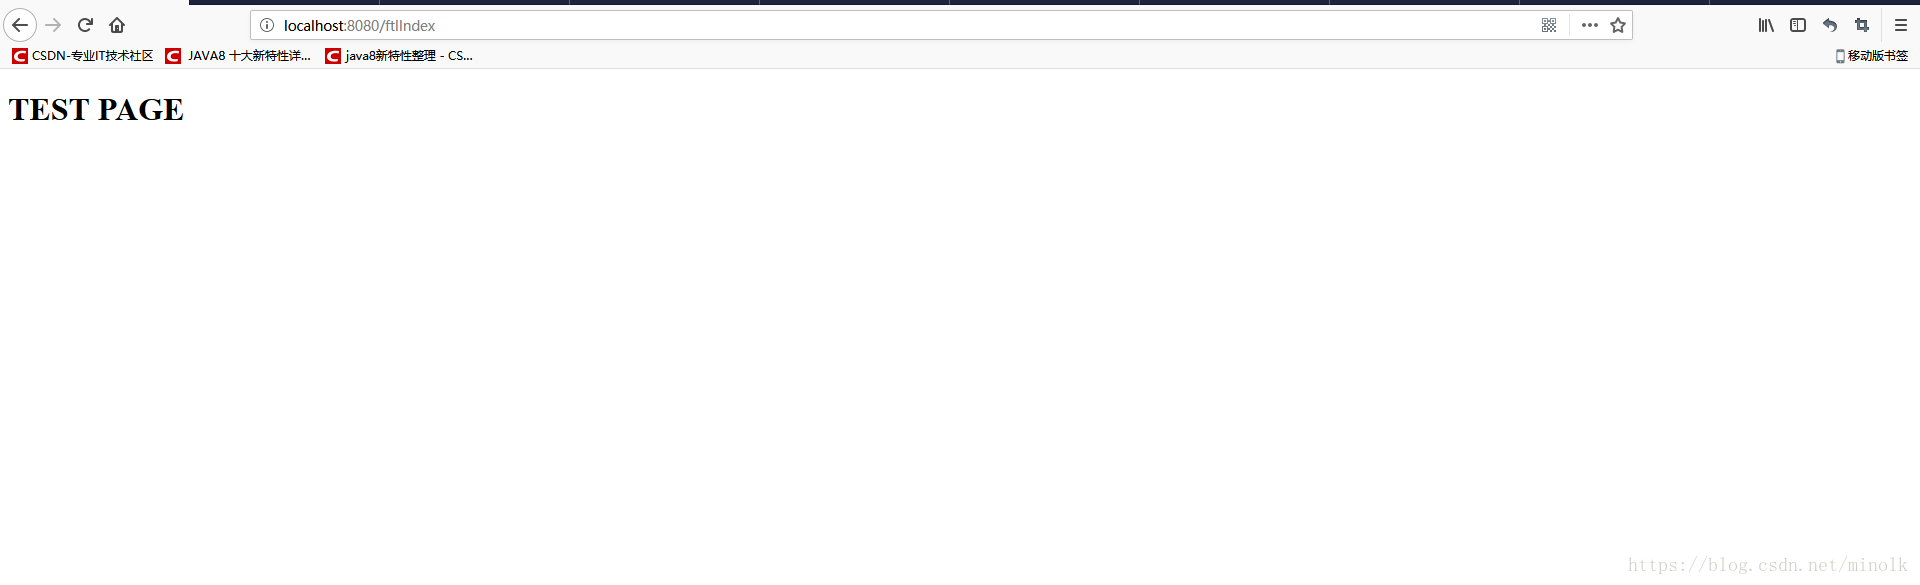 localhost:8080/ftlIndex
CSDN-专业IT技术社区 JAVA8 十大新特性详... java8新特性整理 - CS... 移动版书签
TEST PAGE
https://blog.csdn.net/minolk